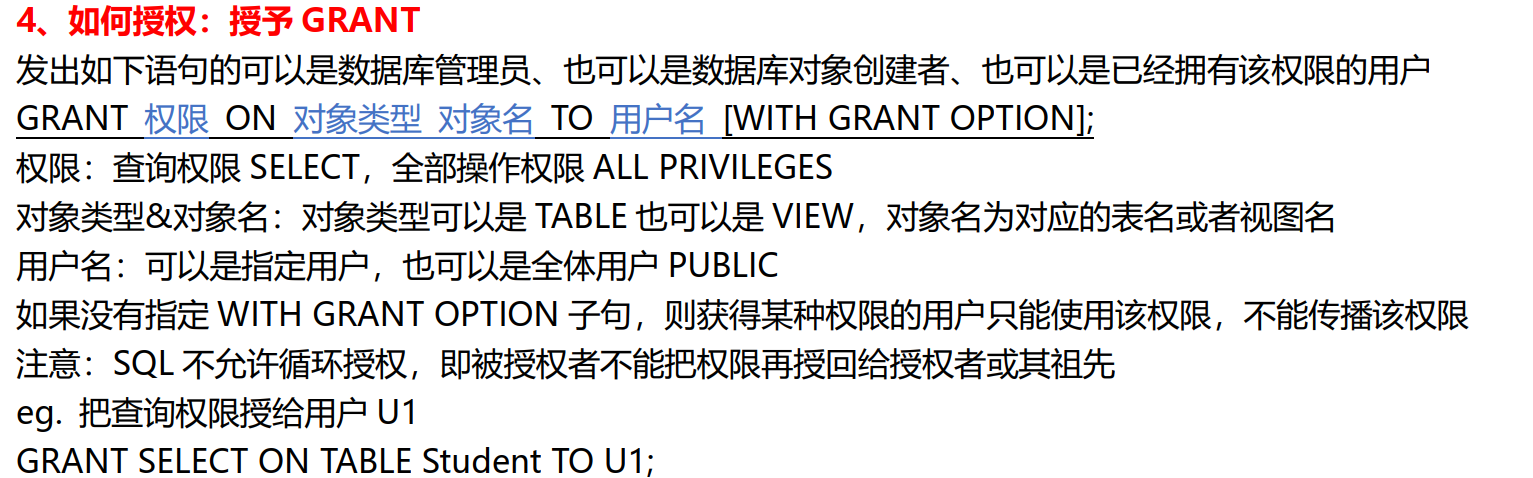 4、如何授权：授予 GRANT
发出如下语句的可以是数据库管理员、也可以是数据库对象创建者、也可以是已经拥有该权限的用户
GRANT 权限 ON 对象类型 对象名 TO 用户名 [WITH GRANT OPTION];
权限：查询权限 SELECT，全部操作权限 ALL PRIVILEGES
对象类型&对象名：对象类型可以是 TABLE 也可以是 VIEW，对象名为对应的表名或者视图名
用户名：可以是指定用户，也可以是全体用户 PUBLIC
如果没有指定 WITH GRANT OPTION 子句，则获得某种权限的用户只能使用该权限，不能传播该权限
注意：SQL 不允许循环授权，即被授权者不能把权限再授回给授权者或其祖先
eg. 把查询权限授给用户 U1
GRANT SELECT ON TABLE Student TO U1;